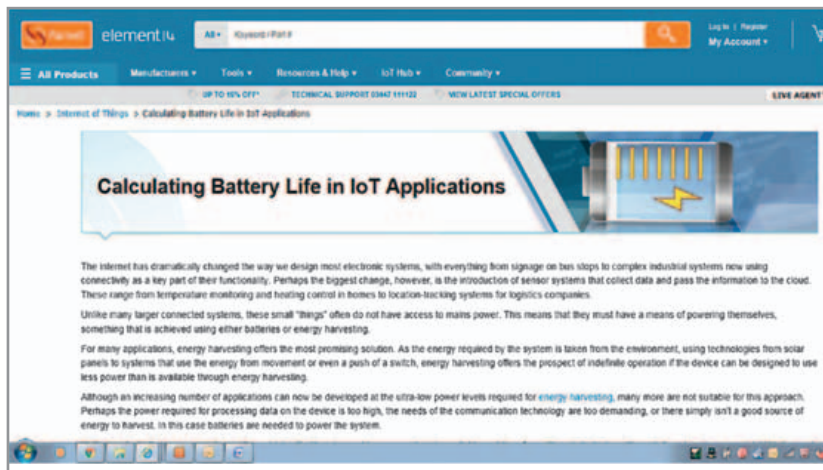 Farnell element14 All Keyword / Part # Log In | Register
My Account
All Products Manufacturers Tools Resources & Help IoT Hub Community
UP TO 15% OFF* TECHNICAL SUPPORT 03447 111122 VIEW LATEST SPECIAL OFFERS LIVE AGENT
Home > Internet of Things > Calculating Battery Life in IoT Applications
Calculating Battery Life in IoT Applications
The internet has dramatically changed the way we design most electronic systems, with everything from signage on bus stops to complex industrial systems now using
connectivity as a key part of their functionality. Perhaps the biggest change, however, is the introduction of sensor systems that collect data and pass the information to the cloud.
These range from temperature monitoring and heating control in homes to location-tracking systems for logistics companies.
Unlike many larger connected systems, these small "things" often do not have access to mains power. This means that they must have a means of powering themselves,
something that is achieved using either batteries or energy harvesting.
For many applications, energy harvesting offers the most promising solution. As the energy required by the system is taken from the environment, using technologies from solar
panels to systems that use the energy from movement or even a push of a switch, energy harvesting offers the prospect of indefinite operation if the device can be designed to use
less power than is available through energy harvesting.
Although an increasing number of applications can now be developed at the ultra-low power levels required for energy harvesting, many more are not suitable for this approach.
Perhaps the power required for processing data on the device is too high, the needs of the communication technology are too demanding, or there simply isn't a good source of
energy to harvest. In this case batteries are needed to power the system.